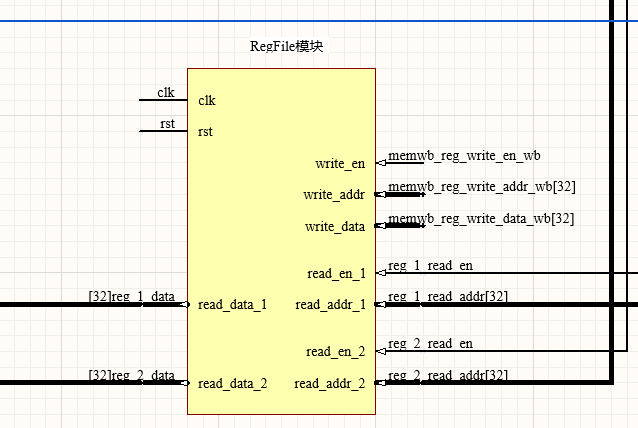 RegFile模块
clk
clk
rst
rst
write_en
memwb_reg_write_en_wb
write_addr
memwb_reg_write_addr_wb[32]
write_data
memwb_reg_write_data_wb[32]
read_en_1
reg_1_read_en
[32]reg_1_data
read_data_1
read_addr_1
reg_1_read_addr[32]
read_en_2
reg_2_read_en
[32]reg_2_data
read_data_2
read_addr_2
reg_2_read_addr[32]